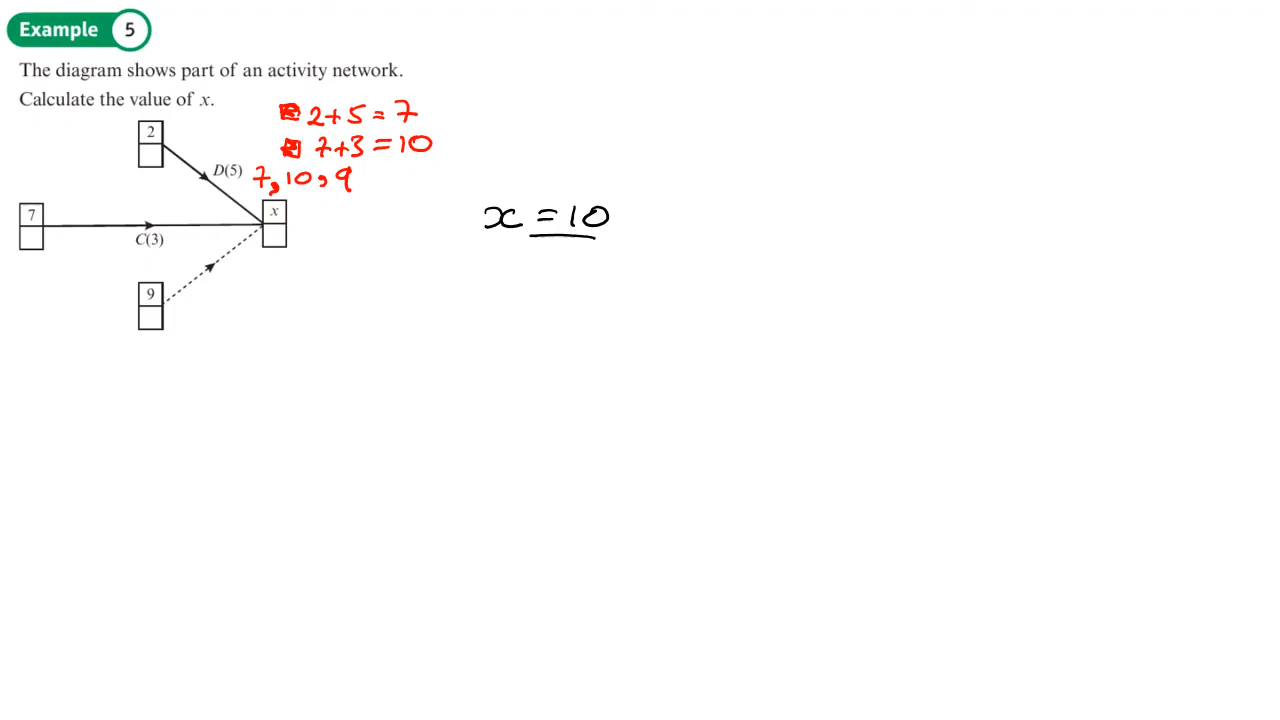 Example 5
The diagram shows part of an activity network.
Calculate the value of x.
2+5=7
7+3=10
7,10,9
2
D(5)
7
C(3)
x
9
x = 10